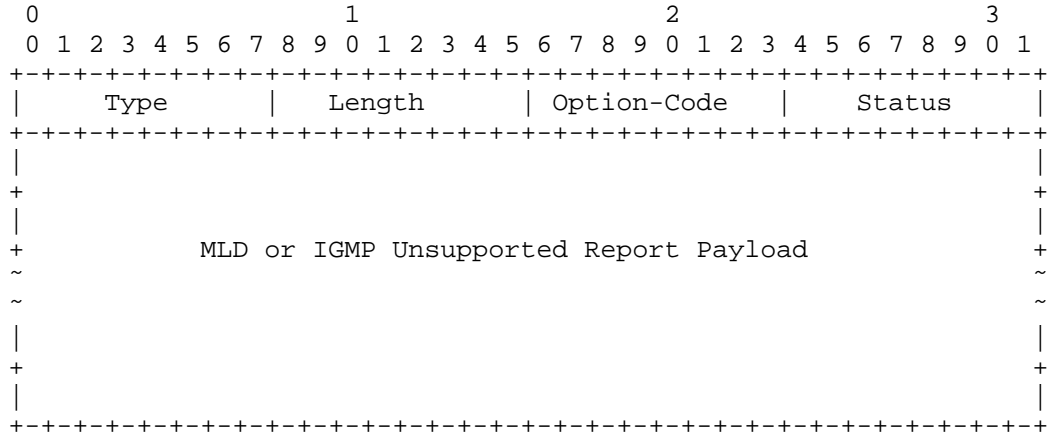 0                   1                   2                   3
 0 1 2 3 4 5 6 7 8 9 0 1 2 3 4 5 6 7 8 9 0 1 2 3 4 5 6 7 8 9 0 1
+-+-+-+-+-+-+-+-+-+-+-+-+-+-+-+-+-+-+-+-+-+-+-+-+-+-+-+-+-+-+-+-+
|     Type      |   Length      | Option-Code   |    Status     |
+-+-+-+-+-+-+-+-+-+-+-+-+-+-+-+-+-+-+-+-+-+-+-+-+-+-+-+-+-+-+-+-+
|                                                               |
+                                                               +
|                                                               |
+           MLD or IGMP Unsupported Report Payload              +
~                                                               ~
~                                                               ~
|                                                               |
+                                                               +
|                                                               |
+-+-+-+-+-+-+-+-+-+-+-+-+-+-+-+-+-+-+-+-+-+-+-+-+-+-+-+-+-+-+-+-+